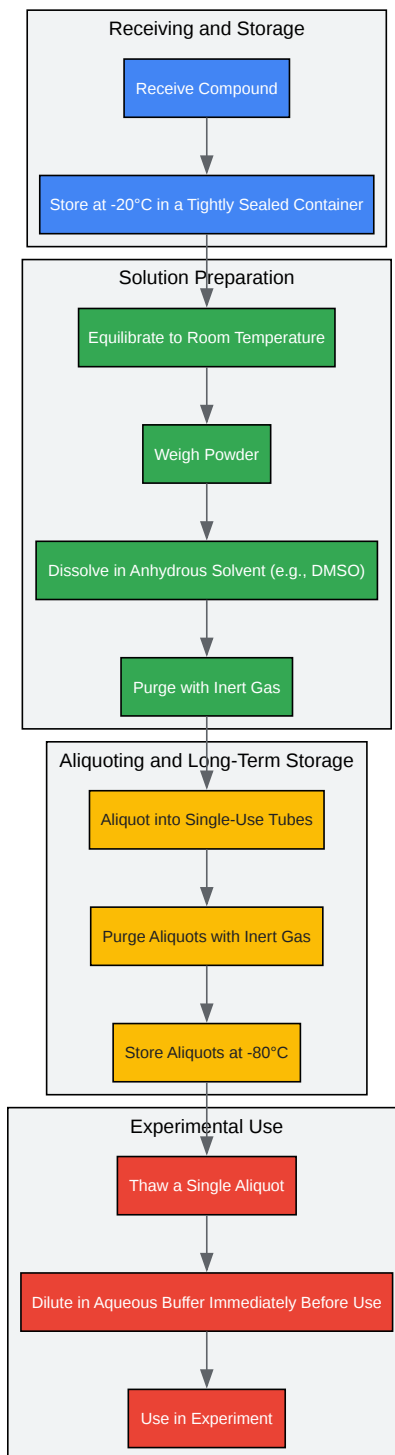 Receiving and Storage
Receive Compound
Store at -20°C in a Tightly Sealed Container
Solution Preparation
Equilibrate to Room Temperature
Weigh Powder
Dissolve in Anhydrous Solvent (e.g., DMSO)
Purge with Inert Gas
Aliquoting and Long-Term Storage
Aliquot into Single-Use Tubes
Purge Aliquots with Inert Gas
Store Aliquots at -80°C
Experimental Use
Thaw a Single Aliquot
Dilute in Aqueous Buffer Immediately Before Use
Use in Experiment